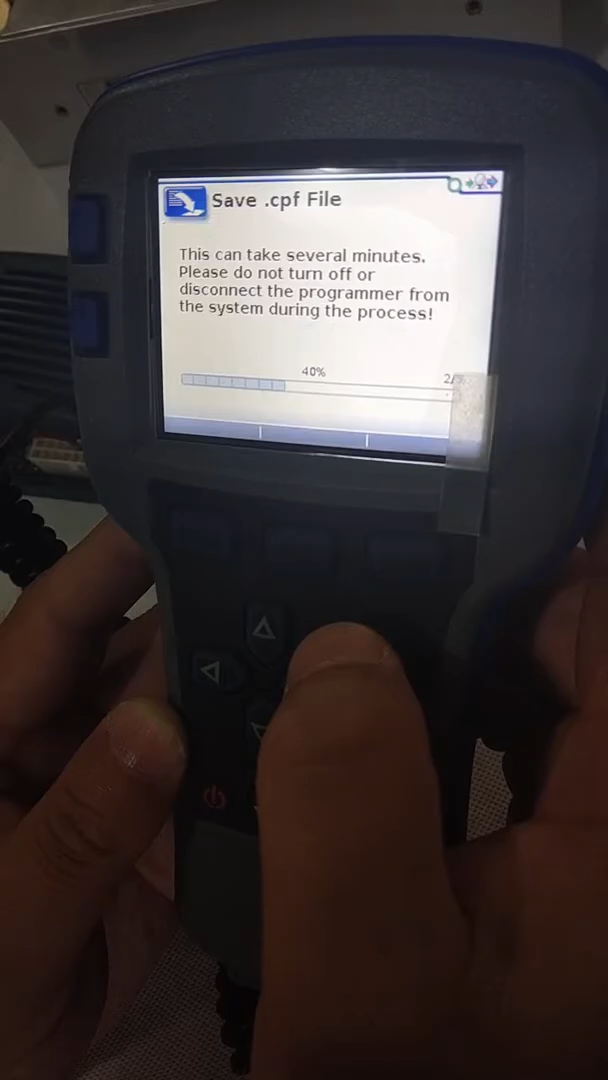 Save .cpf File
This can take several minutes.
Please do not turn off or
disconnect the programmer from
the system during the process!
40%
2/